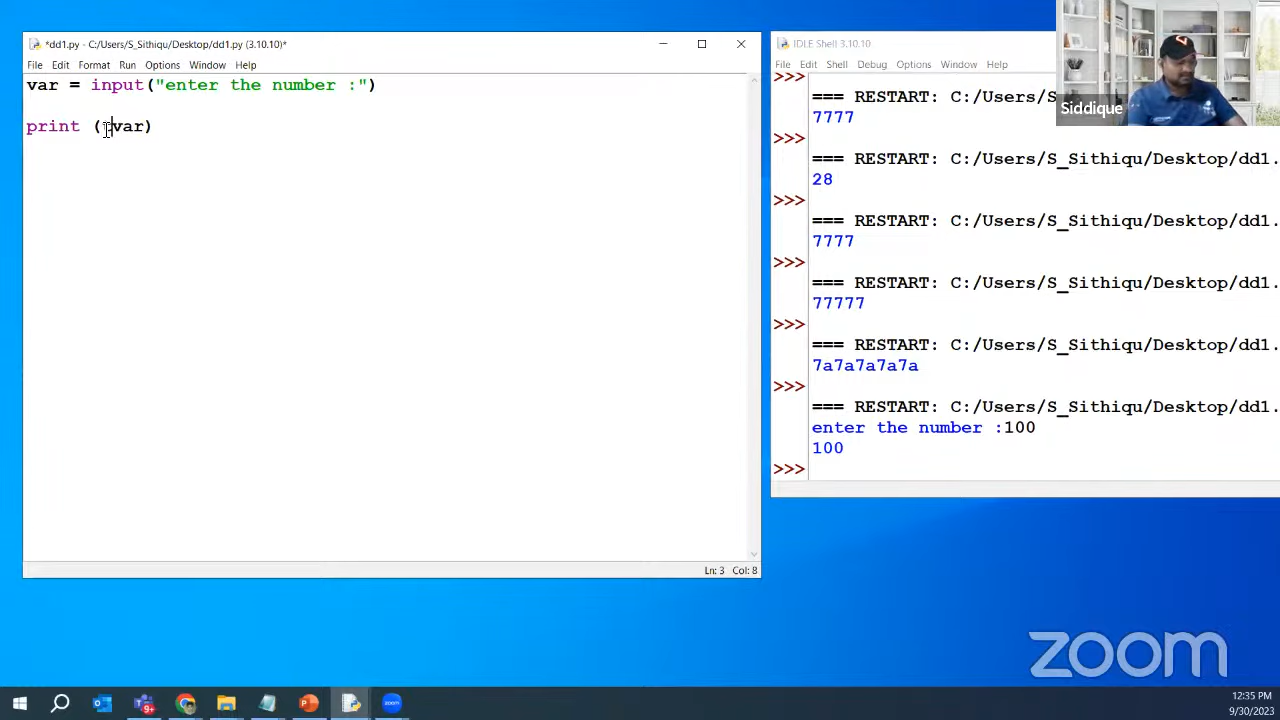 *dd1.py - C:/Users/S_Sithiqu/Desktop/dd1.py (3.10.10)*
File Edit Format Run Options Window Help
var = input("enter the number :")
print ( var)
Ln: 3 Col: 8
IDLE Shell 3.10.10
File Edit Shell Debug Options Window Help
>>>
=== RESTART: C:/Users/S
7777
>>>
=== RESTART: C:/Users/S_Sithiqu/Desktop/dd1.
28
>>>
=== RESTART: C:/Users/S_Sithiqu/Desktop/dd1.
7777
>>>
=== RESTART: C:/Users/S_Sithiqu/Desktop/dd1.
77777
>>>
=== RESTART: C:/Users/S_Sithiqu/Desktop/dd1.
7a7a7a7a7a
>>>
=== RESTART: C:/Users/S_Sithiqu/Desktop/dd1.
enter the number :100
100
>>>
Siddique
zoom
zoom
12:35 PM
9/30/2023